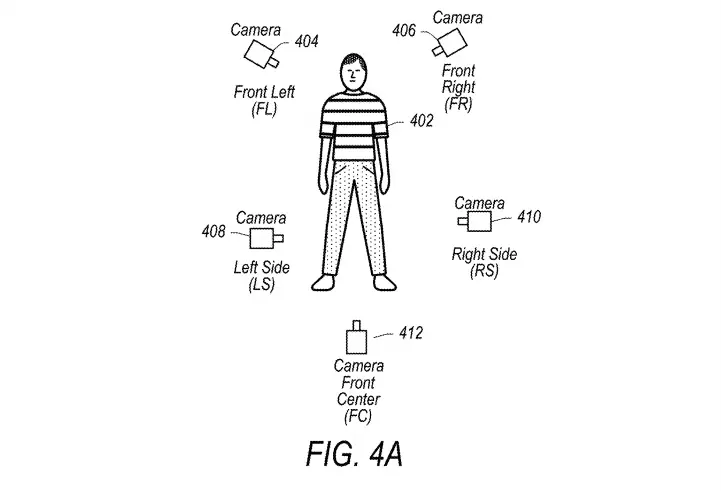 Camera
404
Front Left
(FL)
Camera
406
Front
Right
(FR)
402
Camera
408
Left Side
(LS)
Camera
410
Right Side
(RS)
412
Camera
Front
Center
(FC)
FIG. 4A